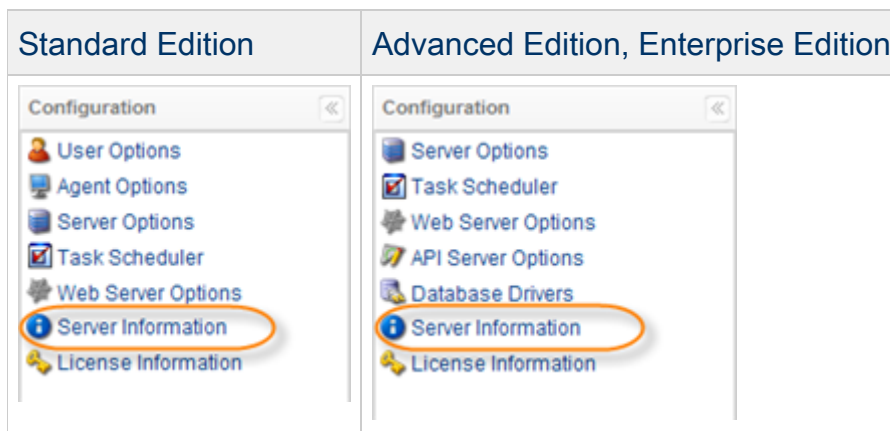 Standard Edition
Advanced Edition, Enterprise Edition
Configuration
User Options
Agent Options
Server Options
Task Scheduler
Web Server Options
Server Information
License Information
Configuration
Server Options
Task Scheduler
Web Server Options
API Server Options
Database Drivers
Server Information
License Information